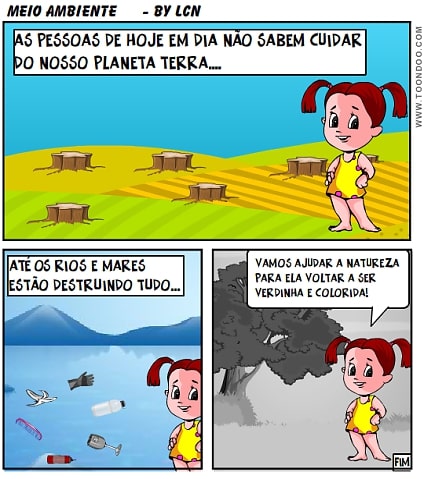 MEIO AMBIENTE - BY LCN
AS PESSOAS DE HOJE EM DIA NÃO SABEM CUIDAR
DO NOSSO PLANETA TERRA....
WWW.TOONDOO.COM
ATÉ OS RIOS E MARES
ESTÃO DESTRUINDO TUDO...
VAMOS AJUDAR A NATUREZA
PARA ELA VOLTAR A SER
VERDINHA E COLORIDA!
FIM